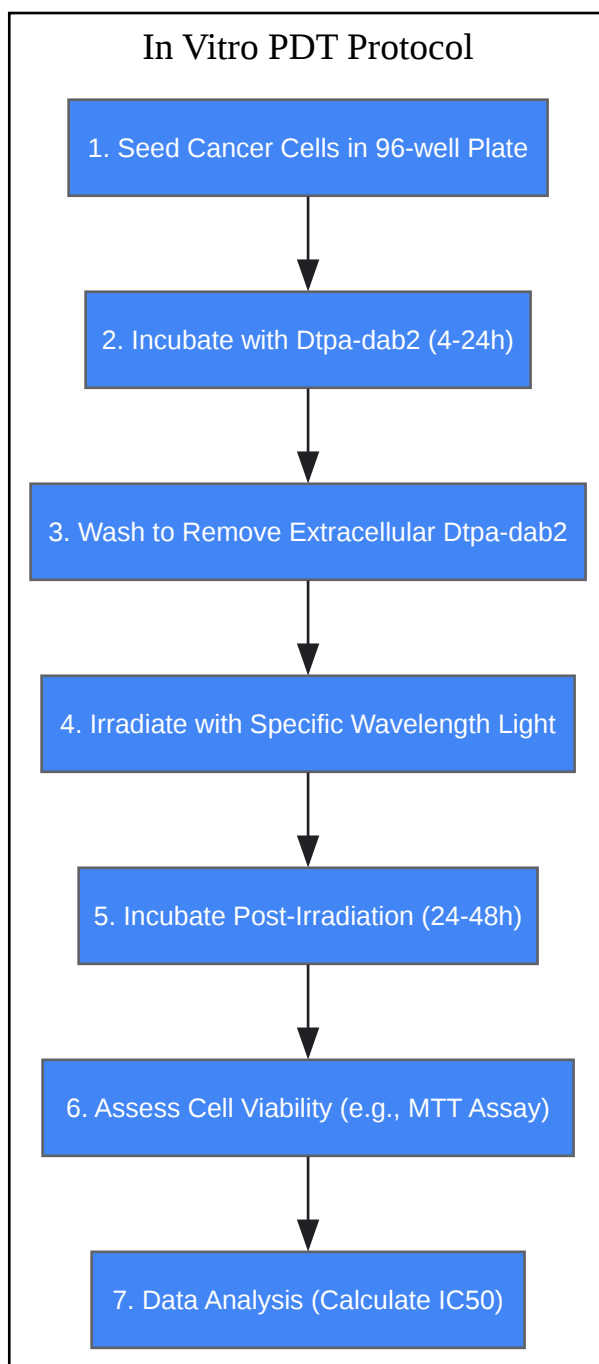 In Vitro PDT Protocol
1. Seed Cancer Cells in 96-well Plate
2. Incubate with Dtpa-dab2 (4-24h)
3. Wash to Remove Extracellular Dtpa-dab2
4. Irradiate with Specific Wavelength Light
5. Incubate Post-Irradiation (24-48h)
6. Assess Cell Viability (e.g., MTT Assay)
7. Data Analysis (Calculate IC50)